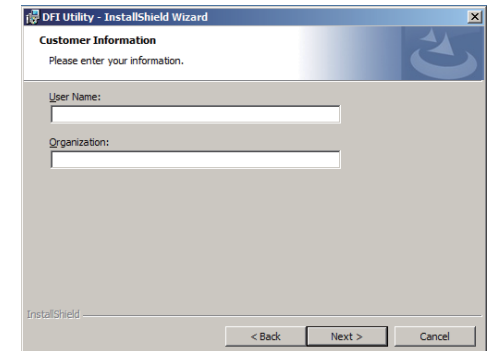 DFI Utility - InstallShield Wizard
Customer Information
Please enter your information.
User Name:
Organization:
InstallShield
< Back Next > Cancel